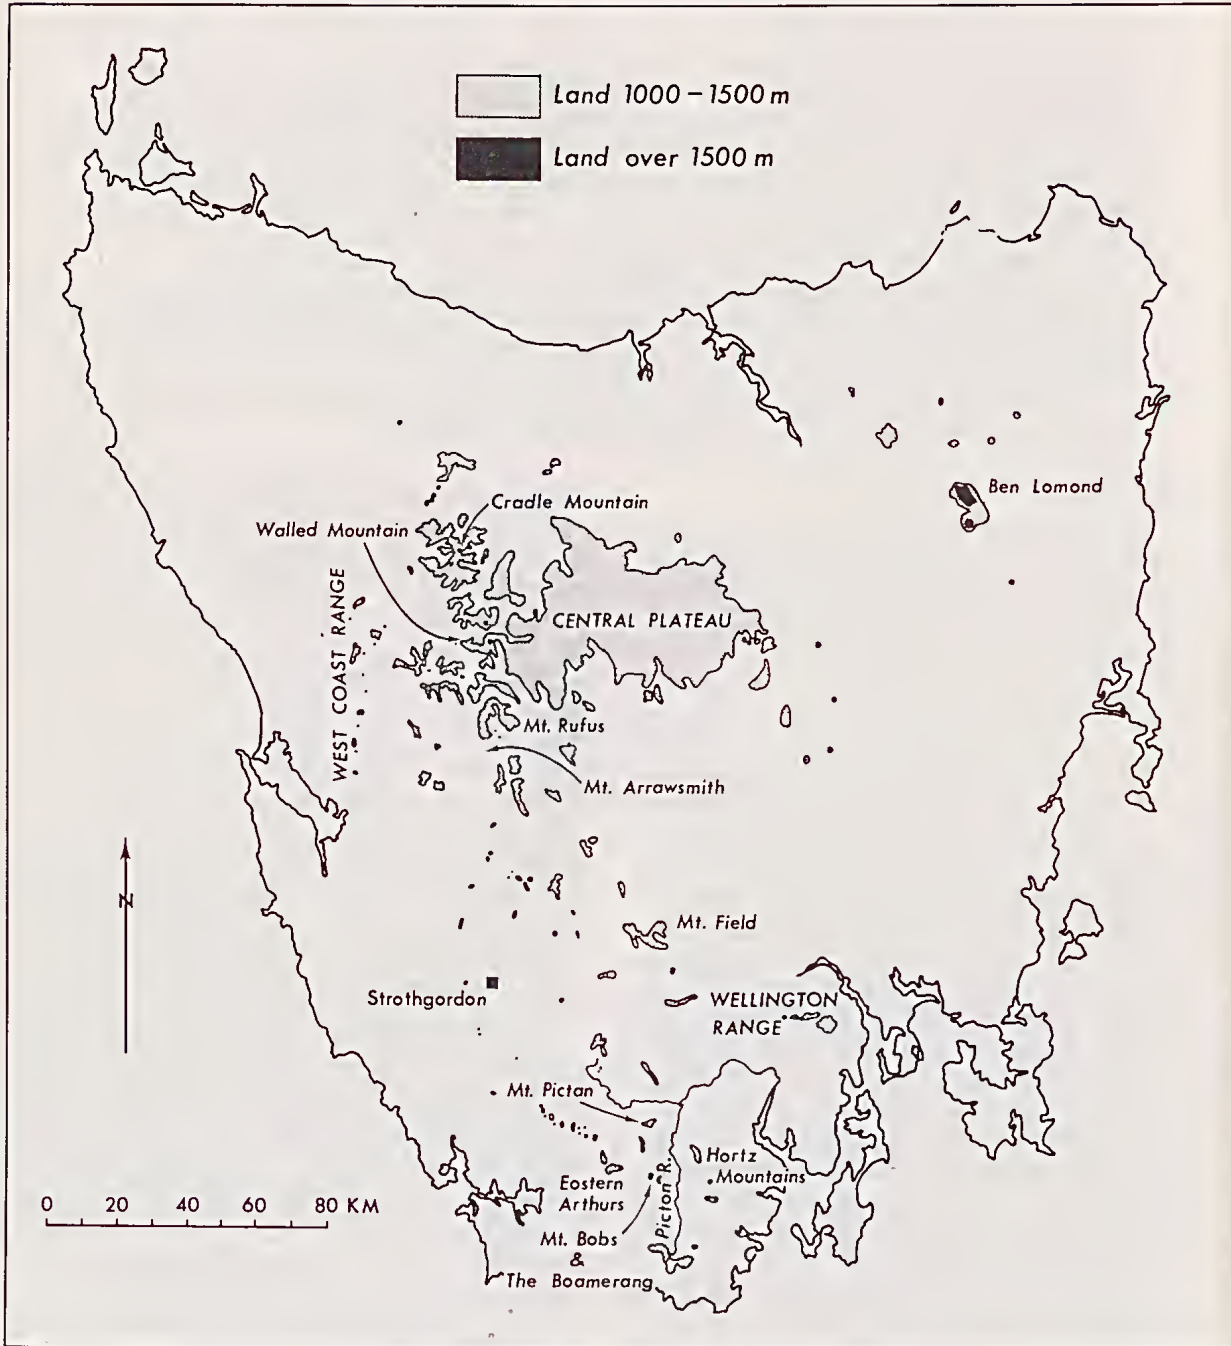 Land 1000 – 1500 m
Land over 1500 m
Ben Lomond
Cradle Mountain
Walled Mountain
WEST COAST RANGE
CENTRAL PLATEAU
Mt. Rufus
Mt. Arrawsmith
N
Mt. Field
Strothgordon
WELLINGTON
RANGE
Mt. Pictan
Hortz
Mountains
Eostern
Arthurs
Picton R.
0 20 40 60 80 KM
Mt. Bobs
&
The Boamerang